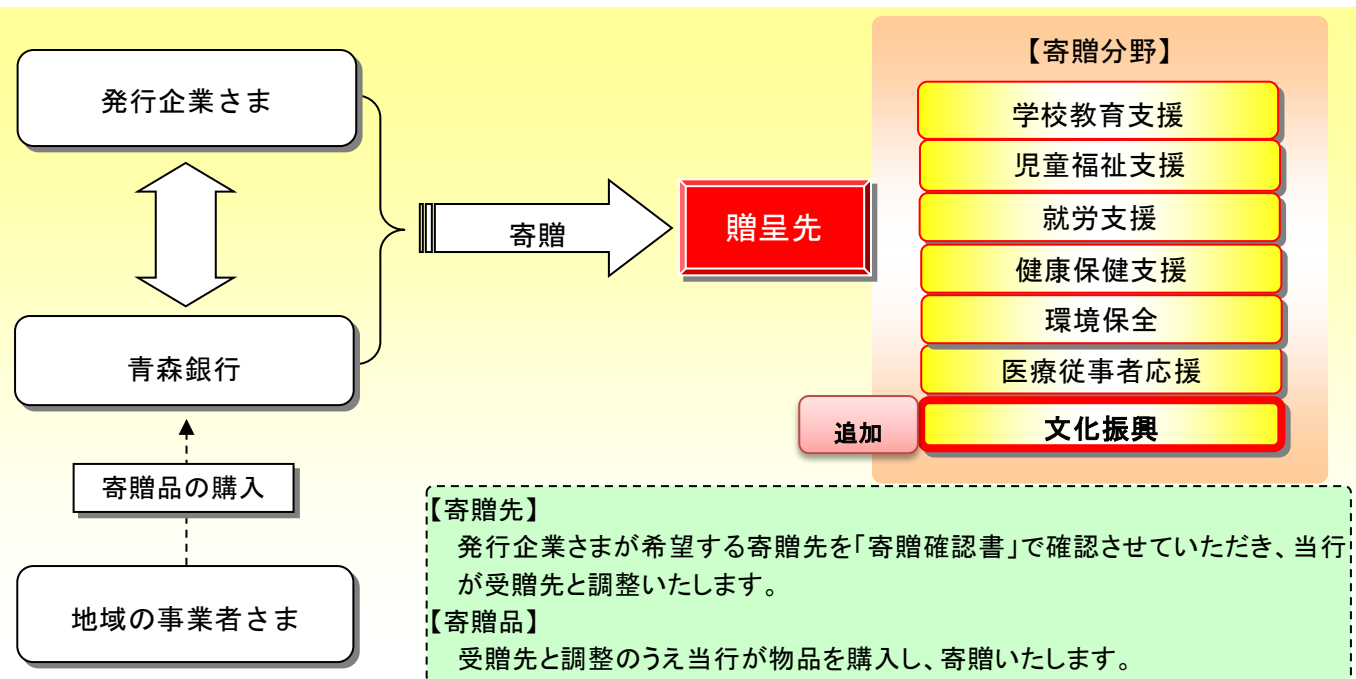 発行企業さま
青森銀行
寄贈品の購入
地域の事業者さま
寄贈
贈呈先
【寄贈分野】
学校教育支援
児童福祉支援
就労支援
健康保健支援
環境保全
医療従事者応援
追加
文化振興
【寄贈先】
発行企業さまが希望する寄贈先を「寄贈確認書」で確認させていただき、当行
が受贈先と調整いたします。
【寄贈品】
受贈先と調整のうえ当行が物品を購入し、寄贈いたします。